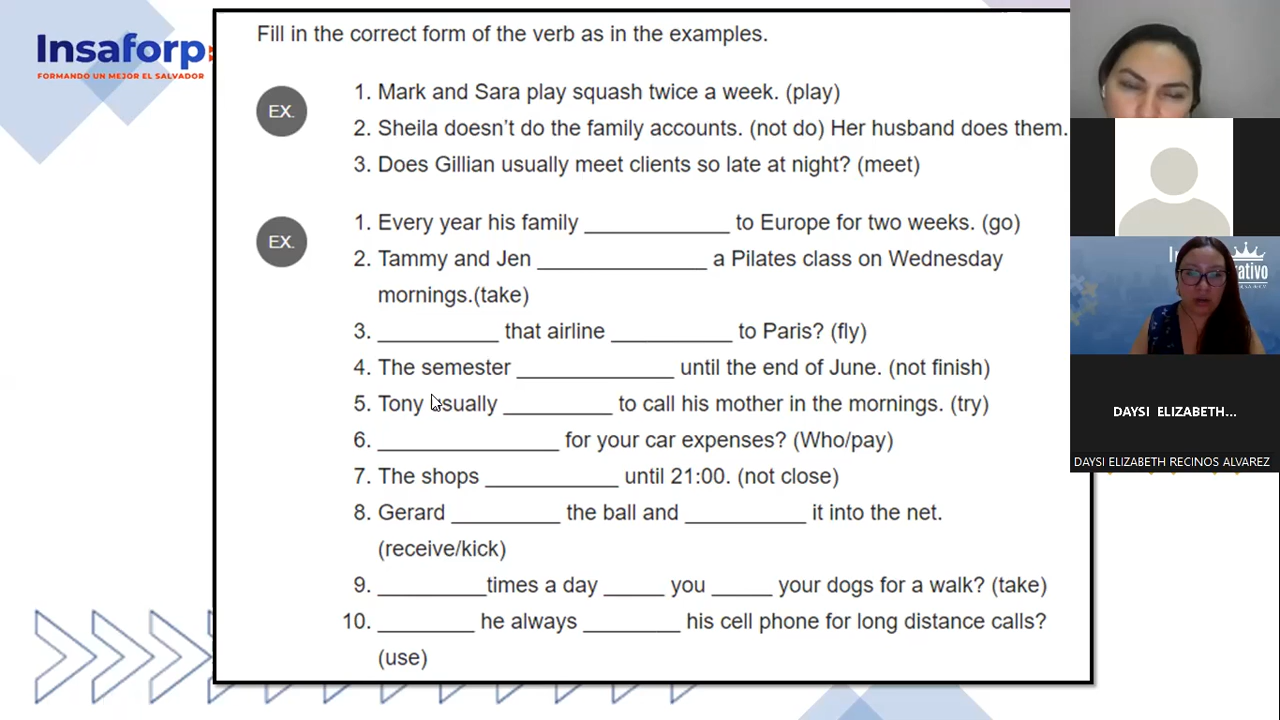 Insaforp
FORMANDO UN MEJOR EL SALVADOR
Fill in the correct form of the verb as in the examples.
EX.
1. Mark and Sara play squash twice a week. (play)
2. Sheila doesn't do the family accounts. (not do) Her husband does them.
3. Does Gillian usually meet clients so late at night? (meet)
EX.
1. Every year his family ____________ to Europe for two weeks. (go)
2. Tammy and Jen ______________ a Pilates class on Wednesday
mornings.(take)
3. __________ that airline __________ to Paris? (fly)
4. The semester _____________ until the end of June. (not finish)
5. Tony usually _________ to call his mother in the mornings. (try)
6. _______________ for your car expenses? (Who/pay)
7. The shops ___________ until 21:00. (not close)
8. Gerard _________ the ball and __________ it into the net.
(receive/kick)
9. _________times a day _____ you _____ your dogs for a walk? (take)
10. ________ he always ________ his cell phone for long distance calls?
(use)
DAYSI ELIZABETH...
DAYSI ELIZABETH RECINOS ALVAREZ